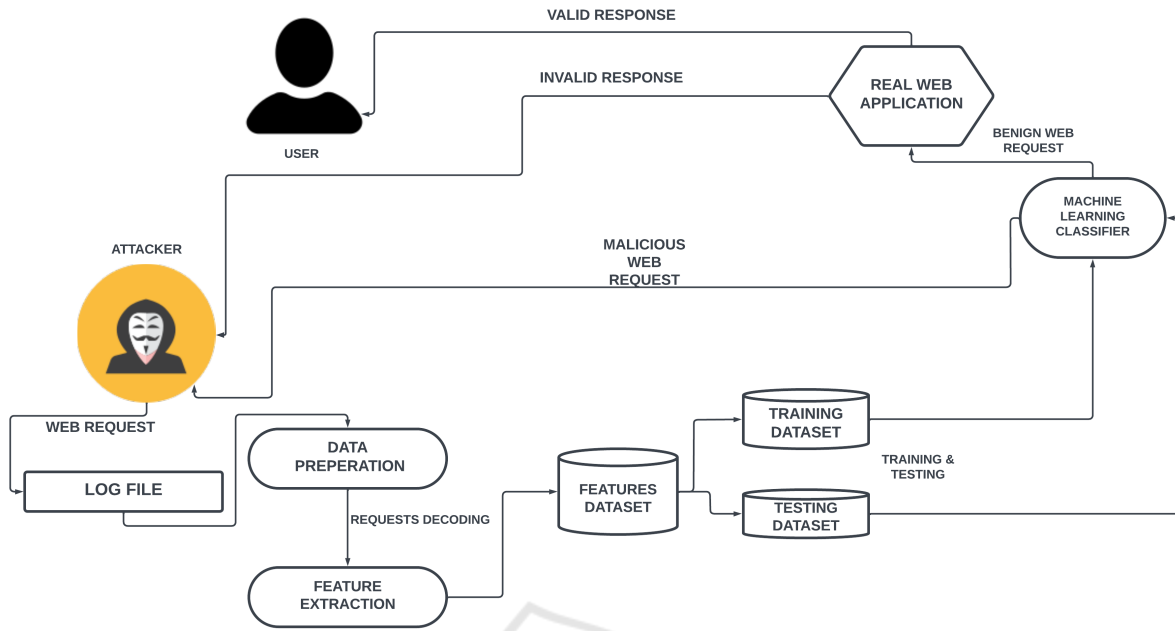 VALID RESPONSE
INVALID RESPONSE
REAL WEB
APPLICATION
USER
BENIGN WEB
REQUEST
MACHINE
LEARNING
CLASSIFIER
ATTACKER
MALICIOUS
WEB
REQUEST
WEB REQUEST
LOG FILE
DATA
PREPERATION
REQUESTS DECODING
FEATURE
EXTRACTION
FEATURES
DATASET
TRAINING
DATASET
TRAINING &
TESTING
TESTING
DATASET